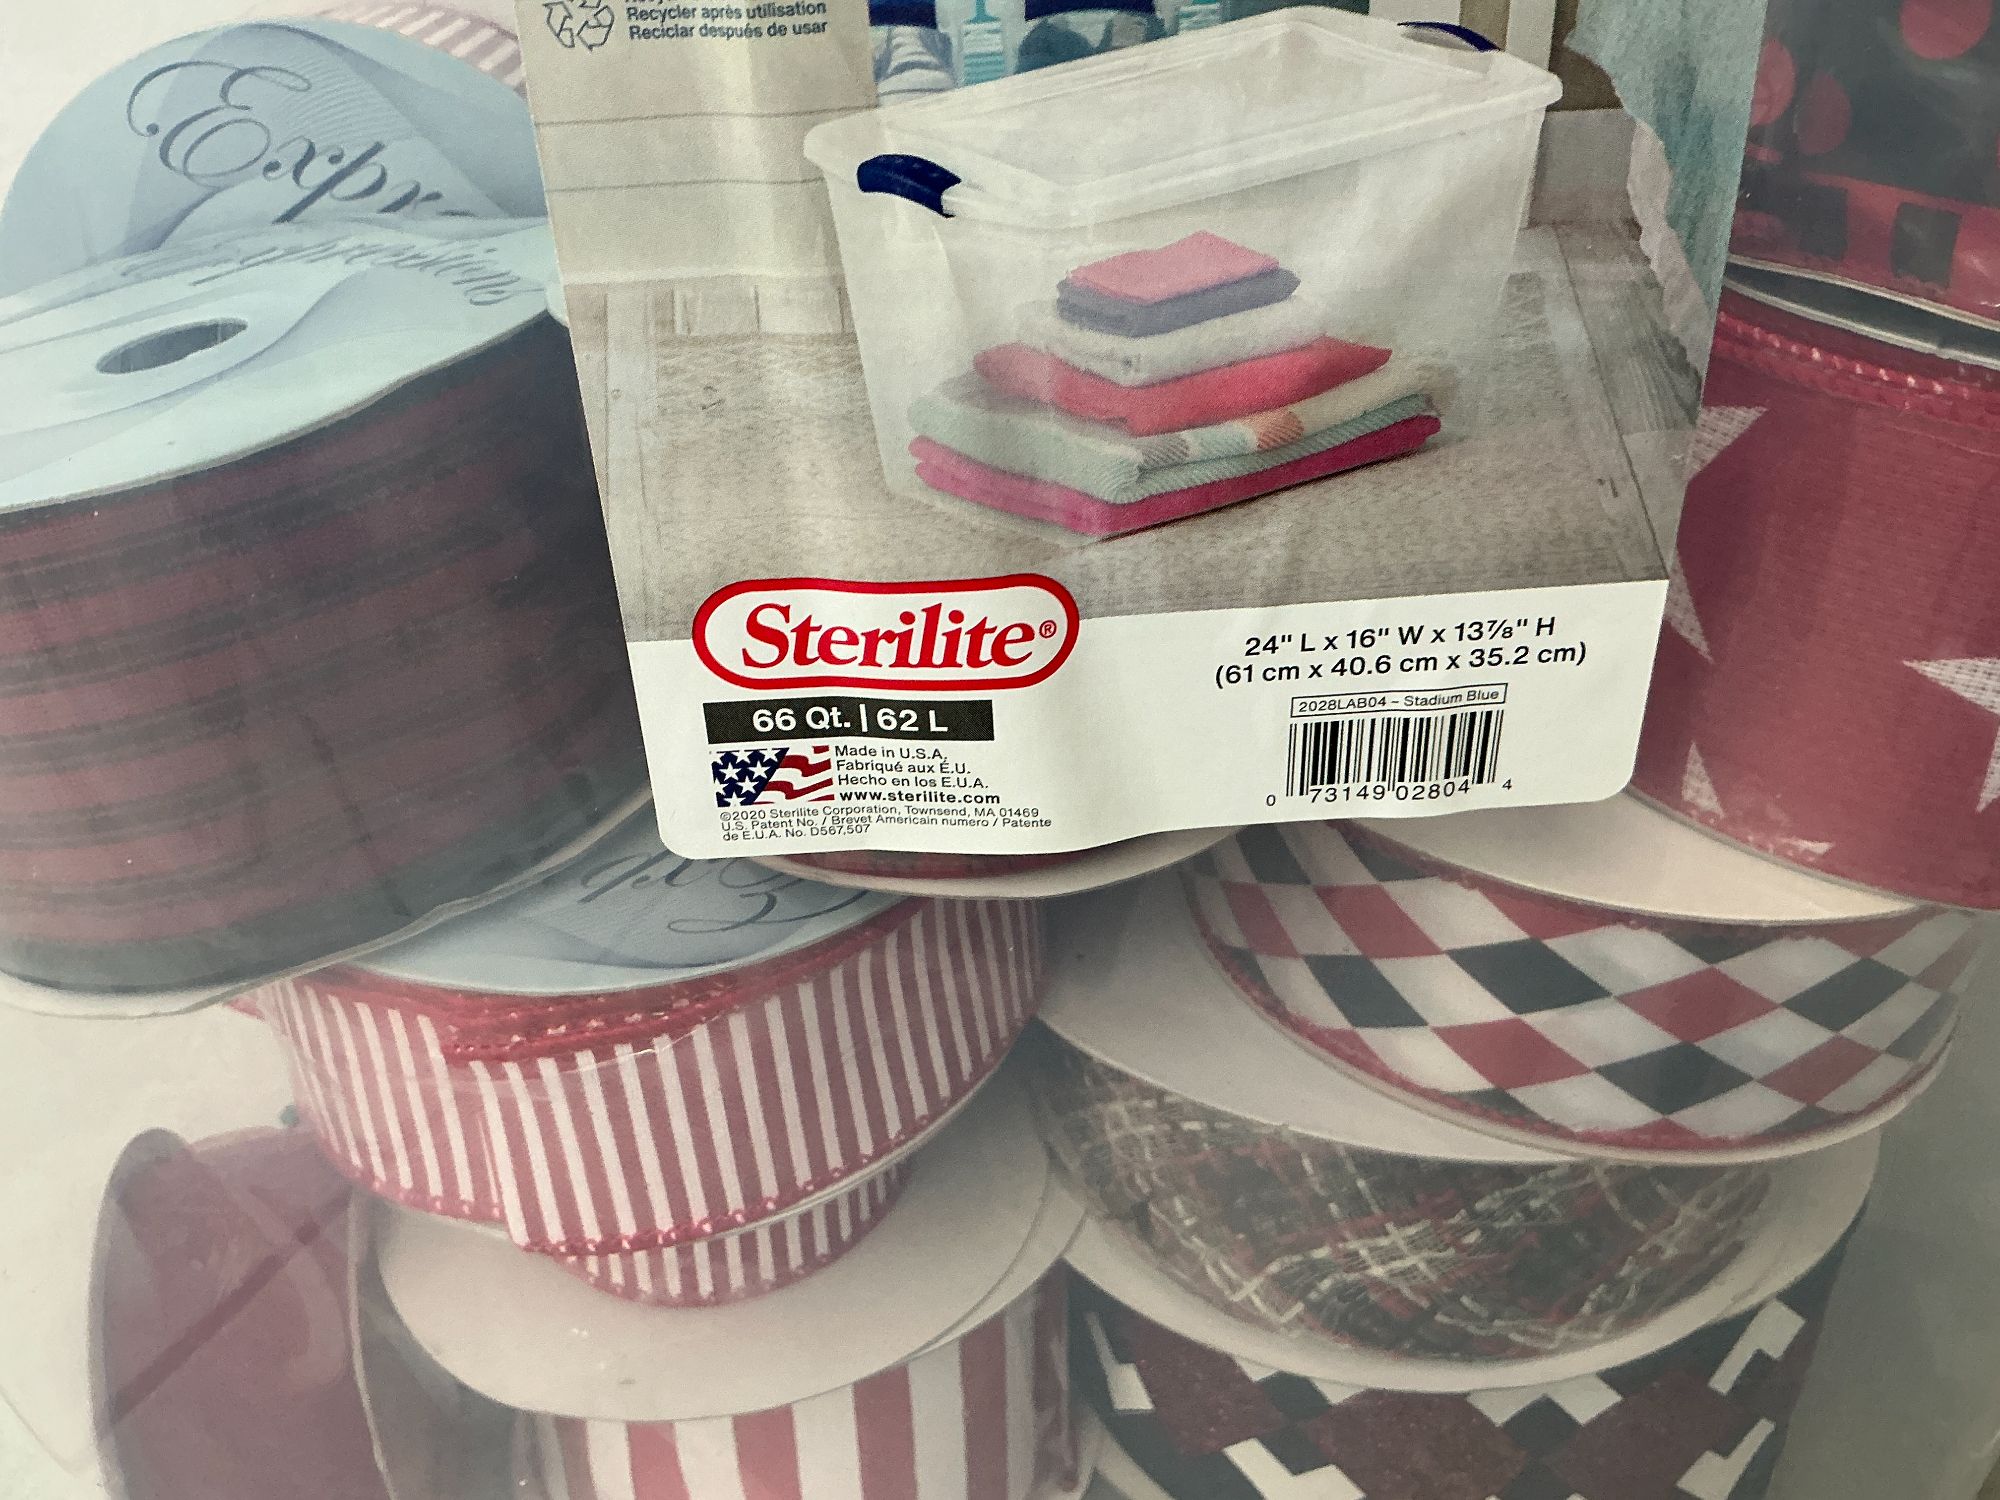 Recycler après utilisation
Reciclar después de usar
Expressions
Sterilite®
66 Qt. | 62 L
Made in U.S.A.
Fabriqué aux É.U.
Hecho en los E.U.A.
www.sterilite.com
©2020 Sterilite Corporation, Townsend, MA 01469
U.S. Patent No. / Brevet Americain numero / Patente
de E.U.A. No. D567,507
24" L x 16" W x 13⅞" H
(61 cm x 40.6 cm x 35.2 cm)
2028LAB04 – Stadium Blue
0 73149 02804 4